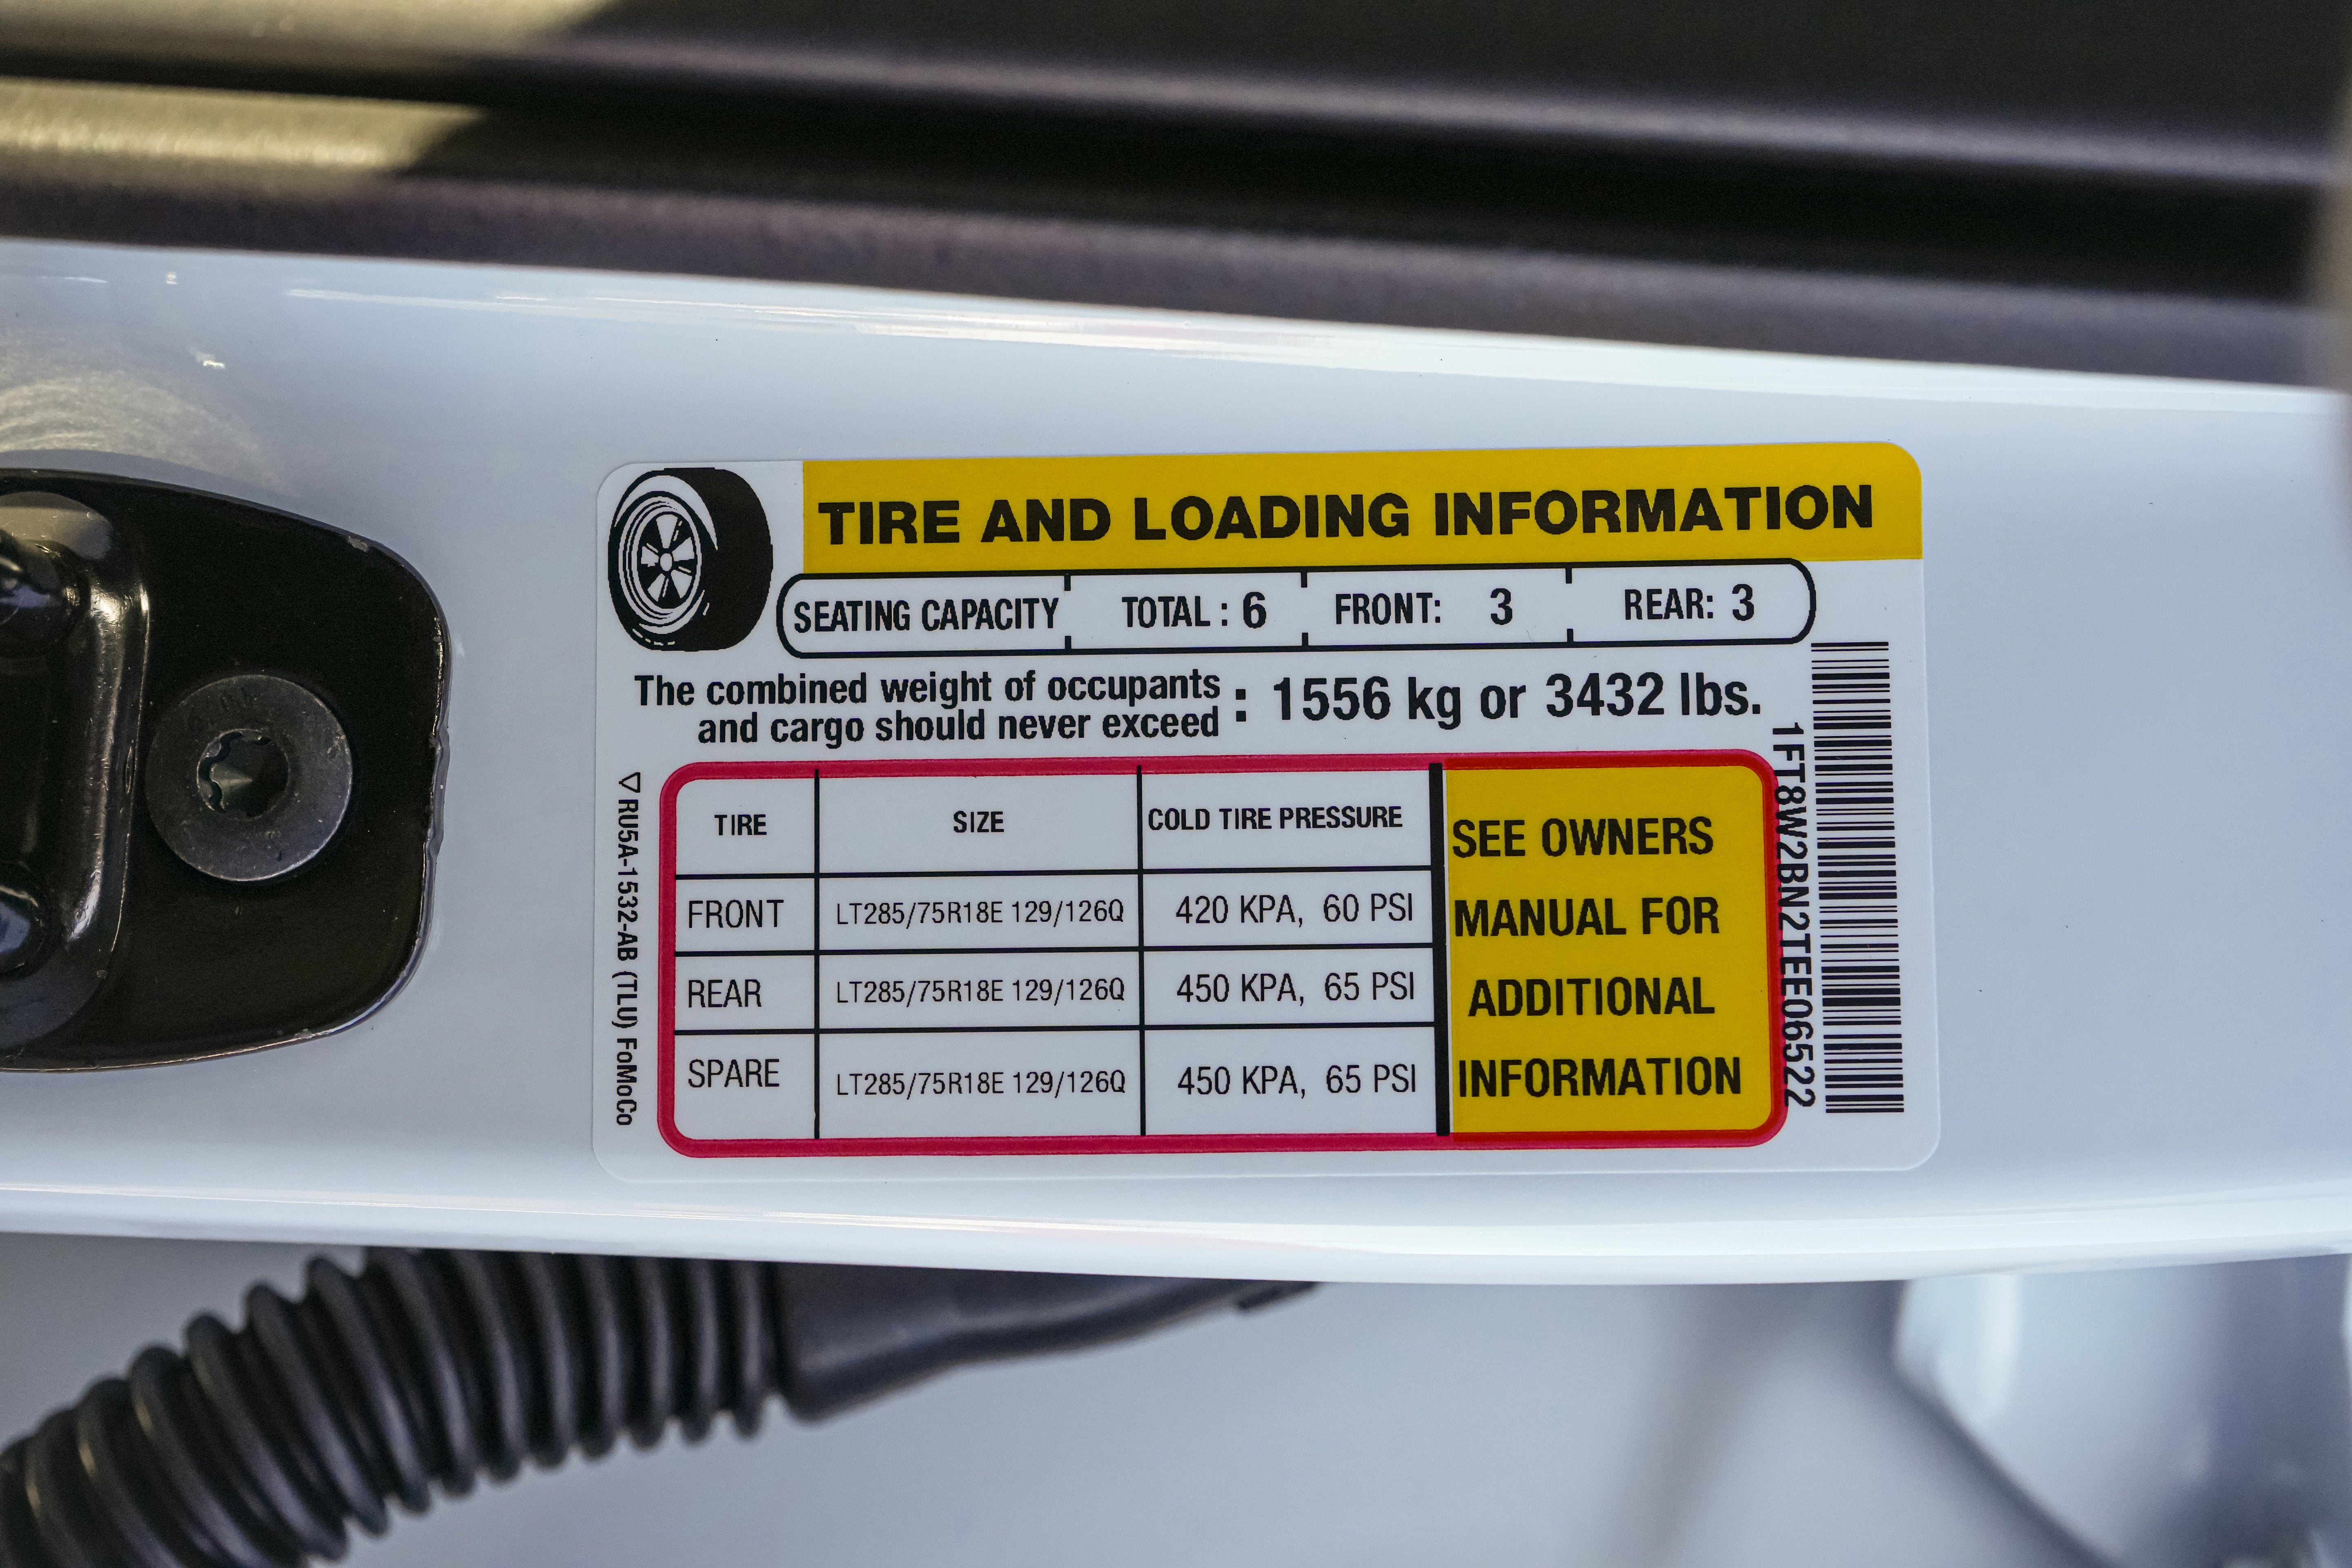 TIRE AND LOADING INFORMATION
SEATING CAPACITY TOTAL : 6 FRONT: 3 REAR: 3
The combined weight of occupants
and cargo should never exceed : 1556 kg or 3432 lbs.
TIRE SIZE COLD TIRE PRESSURE
FRONT LT285/75R18E 129/126Q 420 KPA, 60 PSI
REAR LT285/75R18E 129/126Q 450 KPA, 65 PSI
SPARE LT285/75R18E 129/126Q 450 KPA, 65 PSI
SEE OWNERS
MANUAL FOR
ADDITIONAL
INFORMATION
1FT8W2BN2TEE06522
RU5A-1532-AB (TLU) FoMoCo